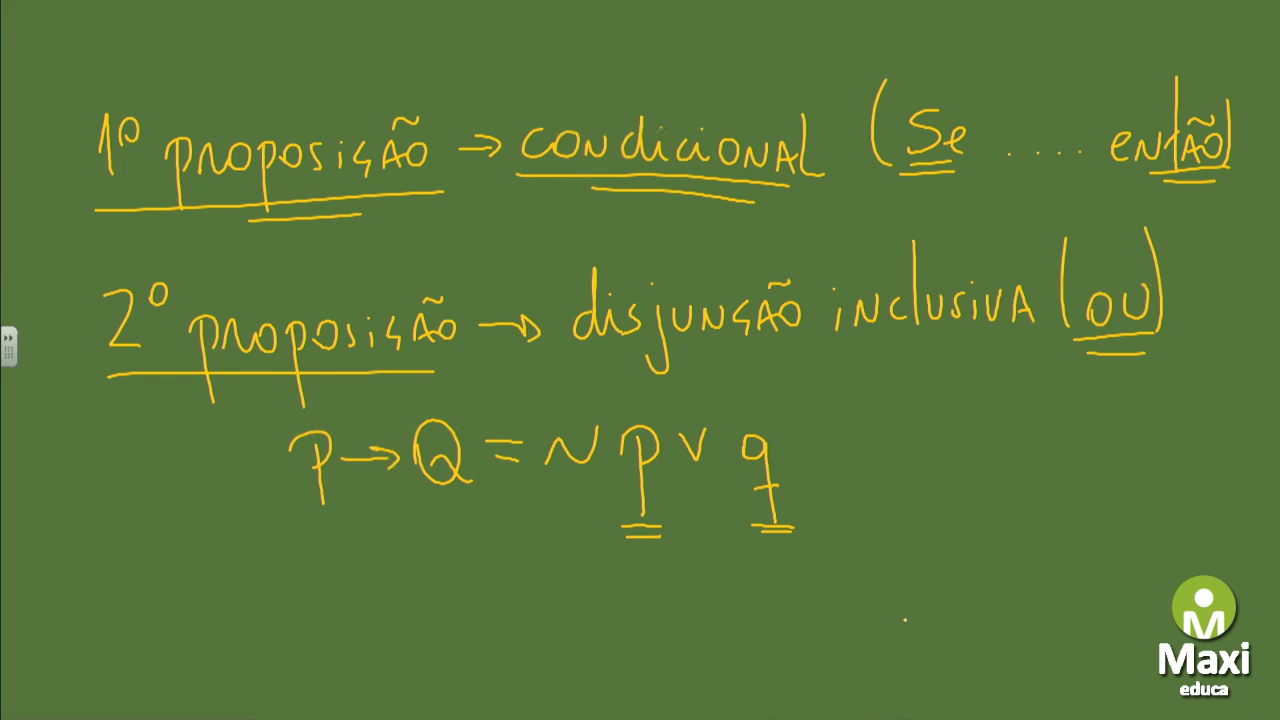 1º proposição → condicional (Se .... então)
2º proposição → disjunção inclusiva (ou)
p → Q = ~ p v q
Maxi
educa